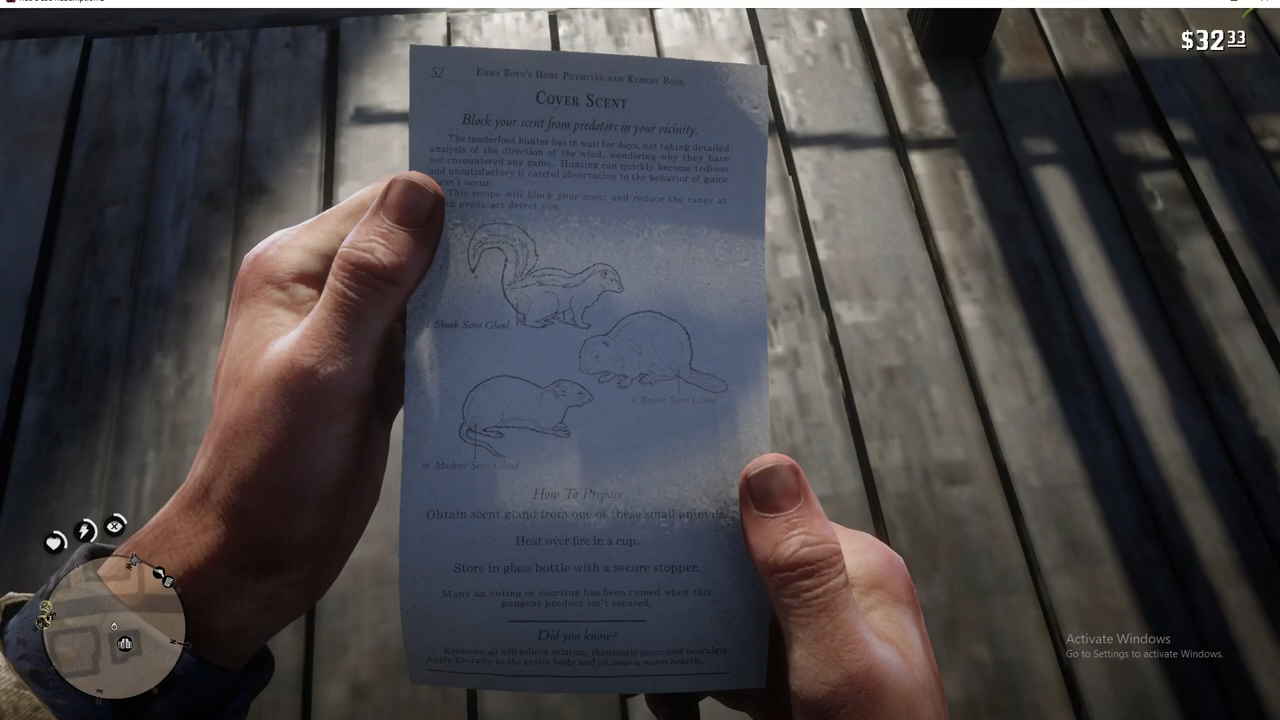 $32 33
52 Emma Boyd's Home Physician and Remedy Book.
Cover Scent
Block your scent from predators in your vicinity.
The tenderfoot hunter lies in wait for days, not taking detailed
analysis of the direction of the wind, wondering why they have
not encountered any game. Hunting can quickly become tedious
and unsatisfactory if careful observation to the behavior of game
occur.
This recipe will block your scent and reduce the range at
predators detect you.
i. Skunk Scent Gland
ii. Beaver Scent Gland
iii. Muskrat Scent Gland
How To Prepare
Obtain scent gland from one of these small animals.
Heat over fire in a cup.
Store in glass bottle with a secure stopper.
Many an outing or courting has been ruined when this
pungent product isn't secured.
Did you know?
Kerosene oil will relieve sciatica, rheumatic pains and neuralgia.
Apply liberally to the entire body and sit near a warm hearth.
Activate Windows
Go to Settings to activate Windows.